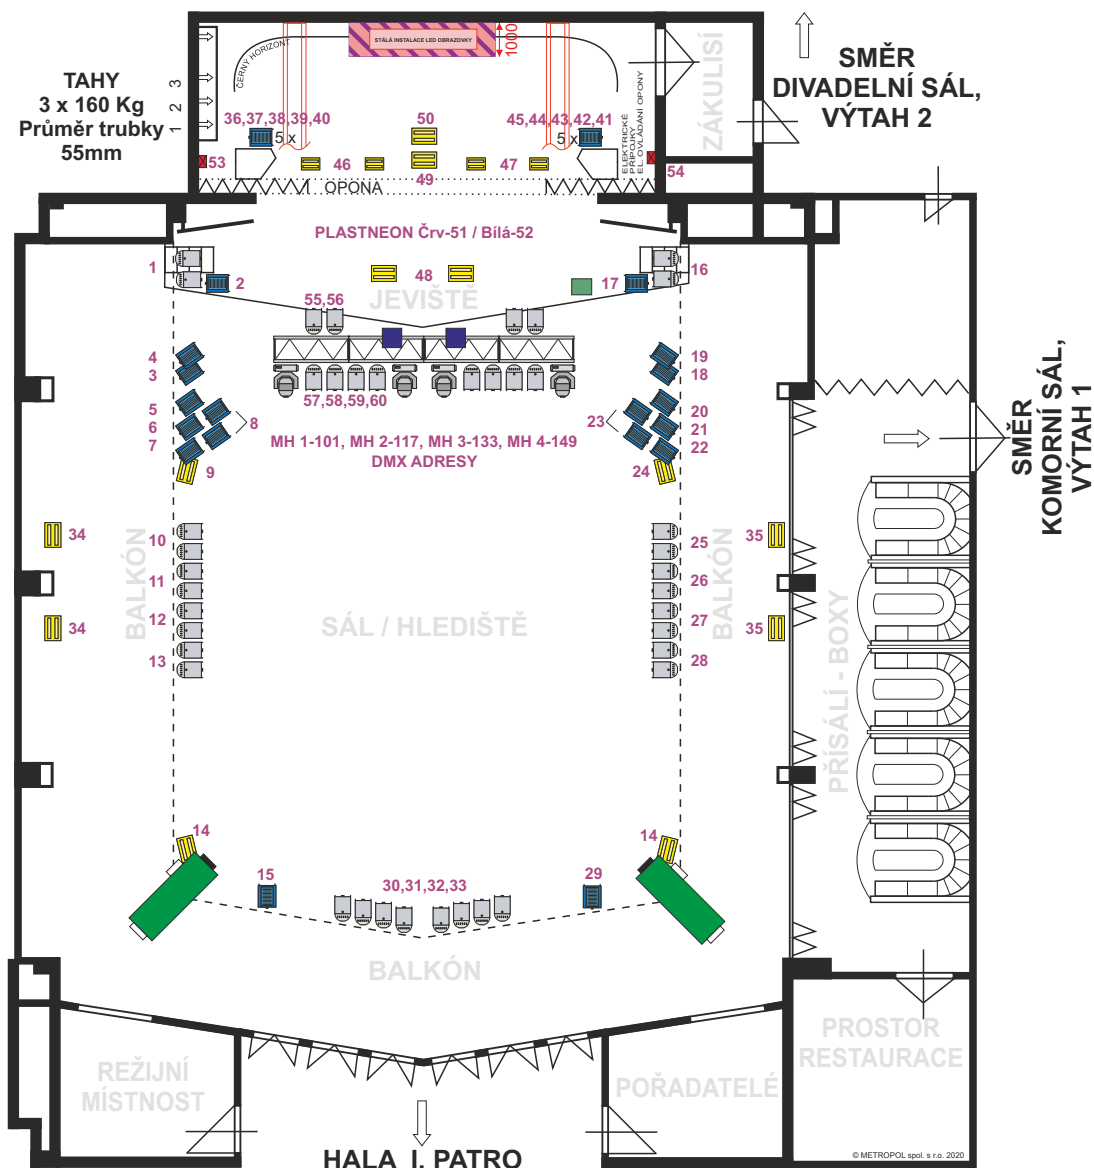 STÁLÁ INSTALACE LED OBRAZOVKY
1000
ČERNÝ HORIZONT
ZÁKULISÍ
SMĚR
DIVADELNÍ SÁL,
VÝTAH 2
TAHY
3 x 160 Kg
Průměr trubky
55mm
1 2 3
36,37,38,39,40
5 x
50
45,44,43,42,41
5 x
ELEKTRICKÉ
PŘÍPOJKY
EL. OVLÁDÁNÍ OPONY
53
46
49
47
54
OPONA
PLASTNEON Črv-51 / Bílá-52
1
2
48
17
16
JEVIŠTĚ
55,56
4
3
19
18
57,58,59,60
5
6
7
8
23
20
21
22
MH 1-101, MH 2-117, MH 3-133, MH 4-149
DMX ADRESY
9
24
SMĚR
KOMORNÍ SÁL,
VÝTAH 1
34
10
25
35
BALKÓN
11
26
BALKÓN
SÁL / HLEDIŠTĚ
34
12
27
35
13
28
PŘÍSÁLÍ - BOXY
14
14
15
30,31,32,33
29
BALKÓN
REŽIJNÍ
MÍSTNOST
POŘADATELÉ
PROSTOR
RESTAURACE
HALA I. PATRO
© METROPOL spol. s r.o. 2020